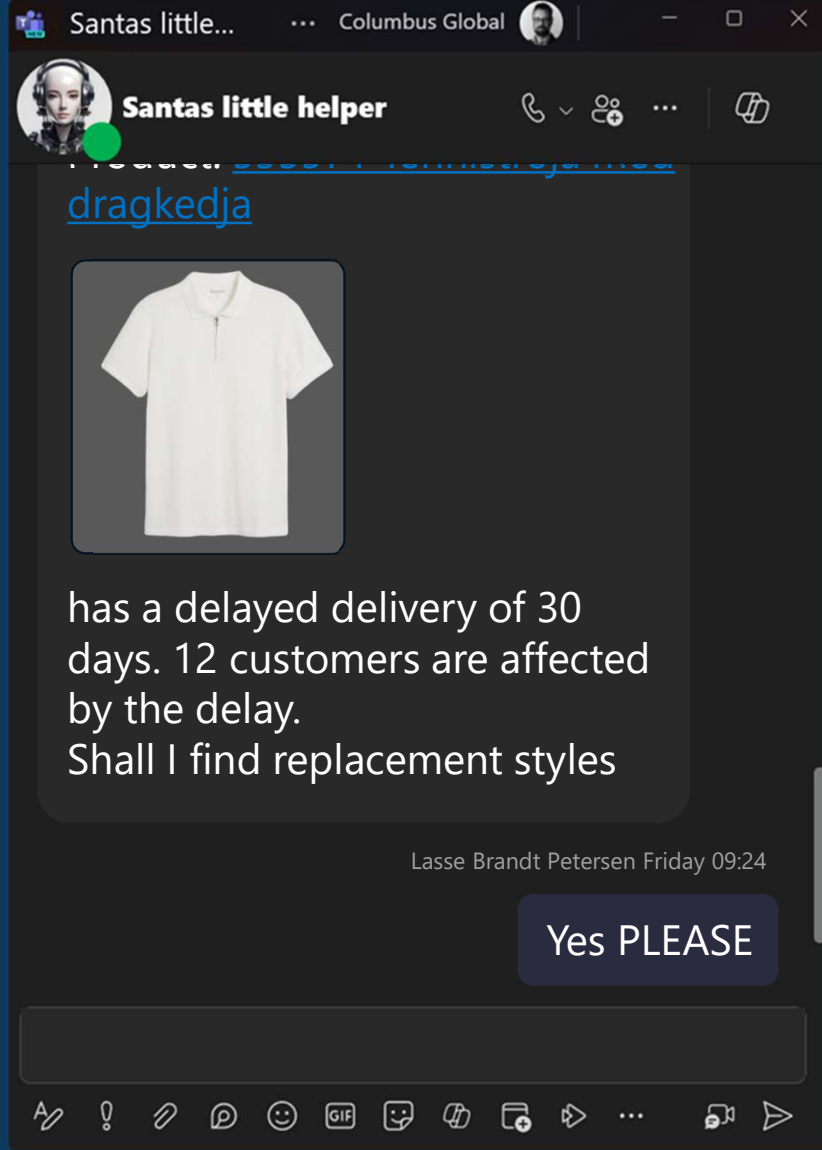 Santas little...
Columbus Global
Santas little helper
dragkedja
has a delayed delivery of 30
days. 12 customers are affected
by the delay.
Shall I find replacement styles
Lasse Brandt Petersen Friday 09:24
Yes PLEASE
GIF